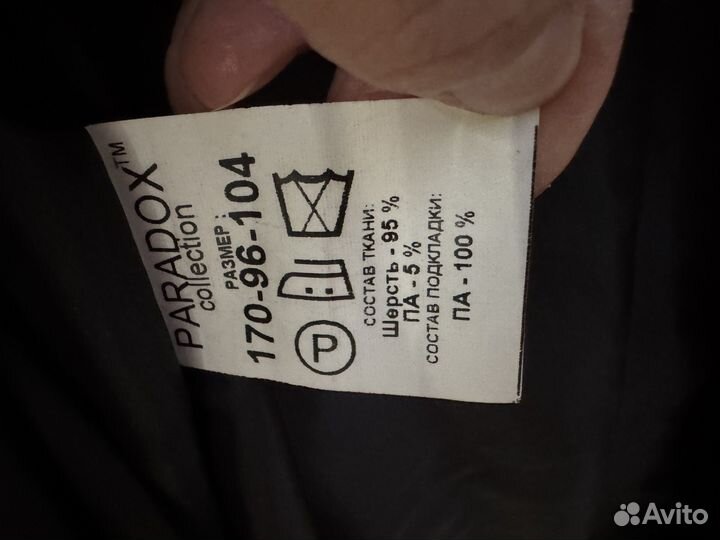 PARADOX™
collection
РАЗМЕР :
170-96-104
P
СОСТАВ ТКАНИ:
Шерсть - 95 %
ПА - 5 %
СОСТАВ ПОДКЛАДКИ:
ПА - 100 %
Avito